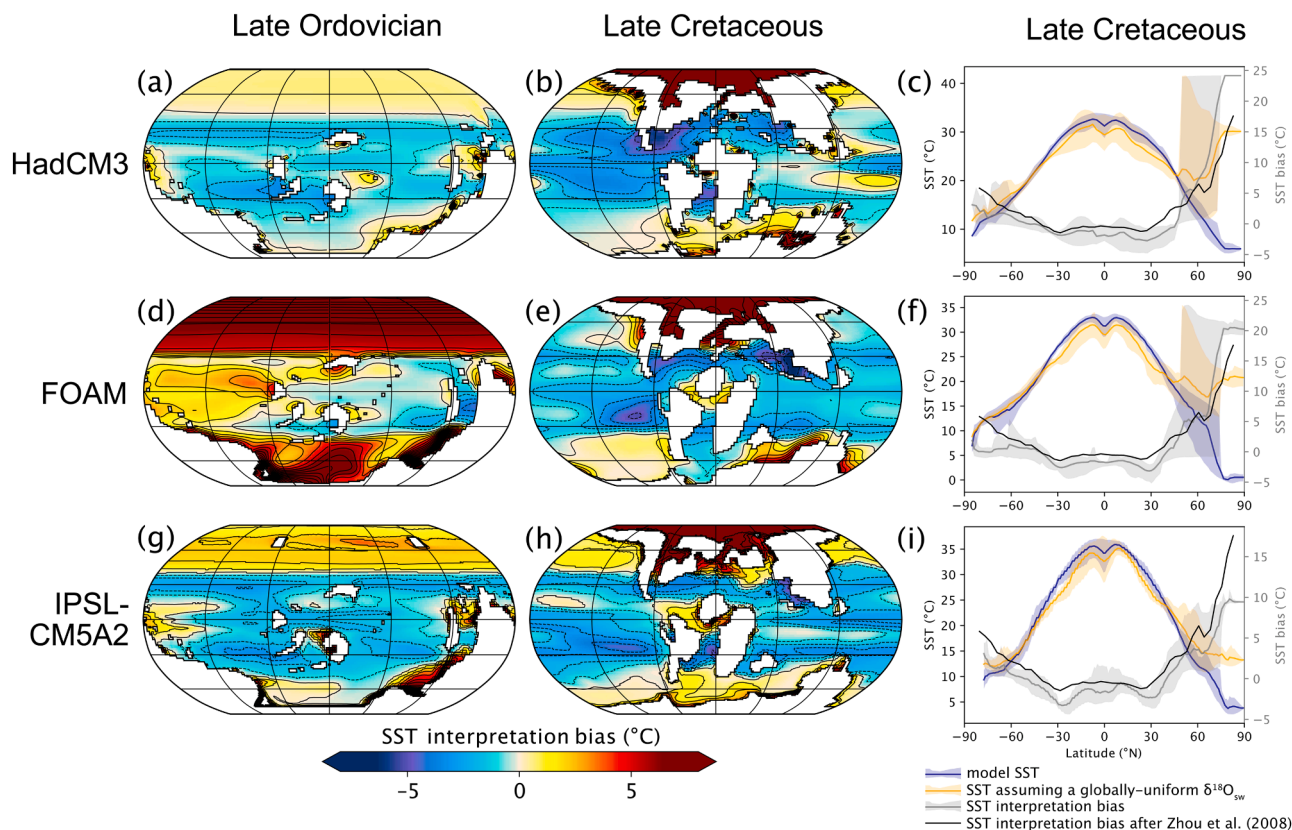 Late Ordovician
Late Cretaceous
Late Cretaceous
HadCM3
(a)
(b)
(c)
40
30
20
10
SST (°C)
25
20
15
10
5
0
−5
SST bias (°C)
−90
−60
−30
0
30
60
90
FOAM
(d)
(e)
(f)
35
30
25
20
15
10
5
0
SST (°C)
25
20
15
10
5
0
−5
SST bias (°C)
−90
−60
−30
0
30
60
90
IPSL-
CM5A2
(g)
(h)
(i)
35
30
25
20
15
10
5
SST (°C)
15
10
5
0
−5
SST bias (°C)
−90
−60
−30
0
30
60
90
Latitude (°N)
SST interpretation bias (°C)
−5
0
5
model SST
SST assuming a globally-uniform δ¹⁸Osw
SST interpretation bias
SST interpretation bias after Zhou et al. (2008)